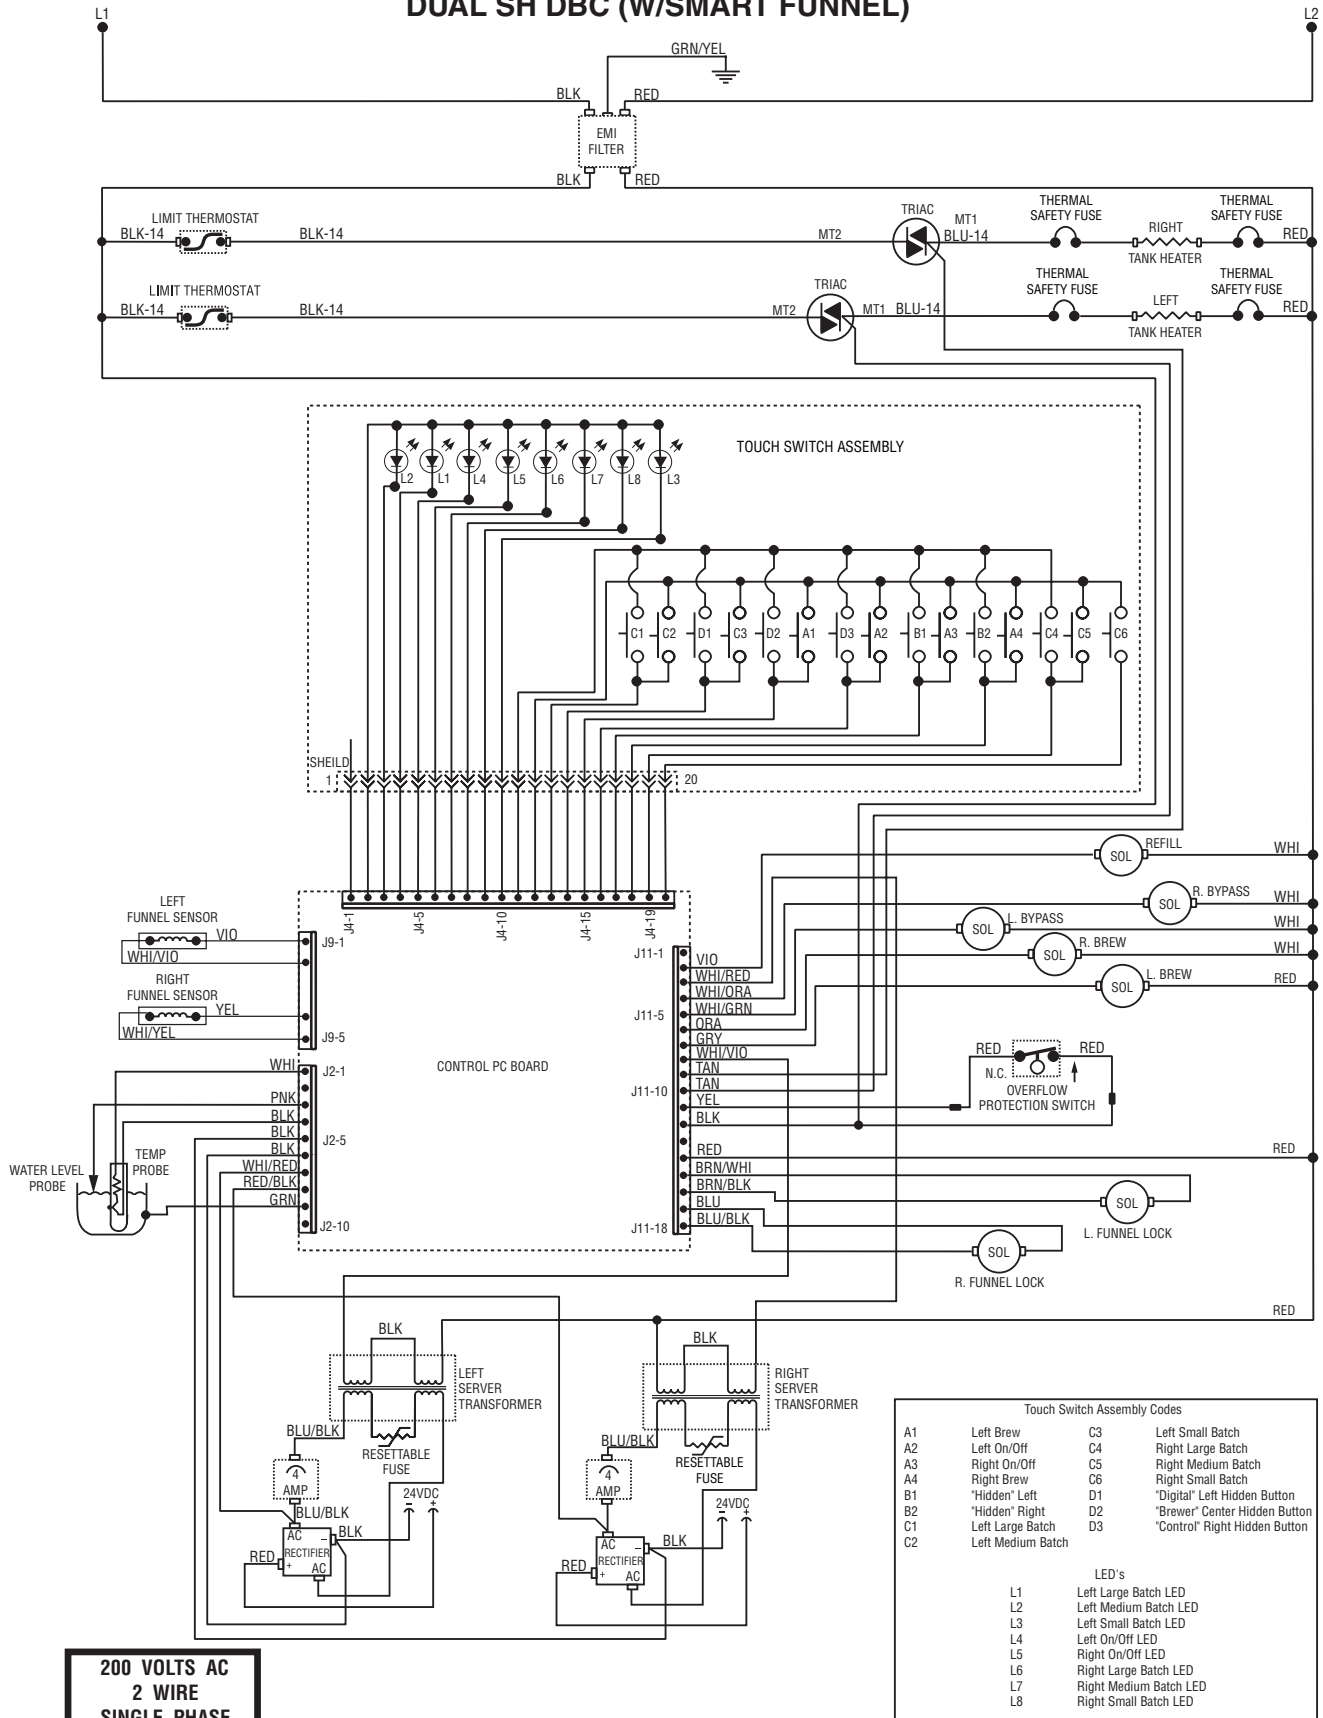 DUAL SH DBC (W/SMART FUNNEL)
L1
L2
GRN/YEL
BLK
RED
EMI
FILTER
BLK
RED
LIMIT THERMOSTAT
BLK-14
BLK-14
MT2
TRIAC
MT1
BLU-14
THERMAL
SAFETY FUSE
RIGHT
TANK HEATER
THERMAL
SAFETY FUSE
RED
LIMIT THERMOSTAT
BLK-14
BLK-14
MT2
TRIAC
MT1
BLU-14
THERMAL
SAFETY FUSE
LEFT
TANK HEATER
THERMAL
SAFETY FUSE
RED
TOUCH SWITCH ASSEMBLY
L2 L1 L4 L5 L6 L7 L8 L3
C1 C2 D1 C3 D2 A1 D3 A2 B1 A3 B2 A4 C4 C5 C6
SHEILD
1
20
J4-1 J4-5 J4-10 J4-15 J4-19
LEFT
FUNNEL SENSOR
VIO
WHI/VIO
RIGHT
FUNNEL SENSOR
YEL
WHI/YEL
J9-1
J9-5
CONTROL PC BOARD
WHI
PNK
BLK
BLK
BLK
WHI/RED
RED/BLK
GRN
J2-1
J2-5
J2-10
WATER LEVEL
PROBE
TEMP
PROBE
J11-1
J11-5
J11-10
J11-18
VIO
WHI/RED
WHI/ORA
WHI/GRN
ORA
GRY
WHI/VIO
TAN
TAN
YEL
BLK
RED
BRN/WHI
BRN/BLK
BLU
BLU/BLK
SOL
REFILL
WHI
SOL
R. BYPASS
WHI
SOL
L. BYPASS
WHI
SOL
R. BREW
WHI
SOL
L. BREW
RED
RED
RED
N.C.
OVERFLOW
PROTECTION SWITCH
RED
SOL
L. FUNNEL LOCK
SOL
R. FUNNEL LOCK
RED
BLK
LEFT
SERVER
TRANSFORMER
BLU/BLK
RESETTABLE
FUSE
4
AMP
24VDC
- +
BLU/BLK
AC
-
BLK
RECTIFIER
RED
+
AC
BLK
RIGHT
SERVER
TRANSFORMER
BLU/BLK
RESETTABLE
FUSE
4
AMP
24VDC
- +
AC
-
BLK
RECTIFIER
RED
+
AC
Touch Switch Assembly Codes
A1 Left Brew C3 Left Small Batch
A2 Left On/Off C4 Right Large Batch
A3 Right On/Off C5 Right Medium Batch
A4 Right Brew C6 Right Small Batch
B1 "Hidden" Left D1 "Digital" Left Hidden Button
B2 "Hidden" Right D2 "Brewer" Center Hidden Button
C1 Left Large Batch D3 "Control" Right Hidden Button
C2 Left Medium Batch
LED's
L1 Left Large Batch LED
L2 Left Medium Batch LED
L3 Left Small Batch LED
L4 Left On/Off LED
L5 Right On/Off LED
L6 Right Large Batch LED
L7 Right Medium Batch LED
L8 Right Small Batch LED
200 VOLTS AC
2 WIRE
SINGLE PHASE